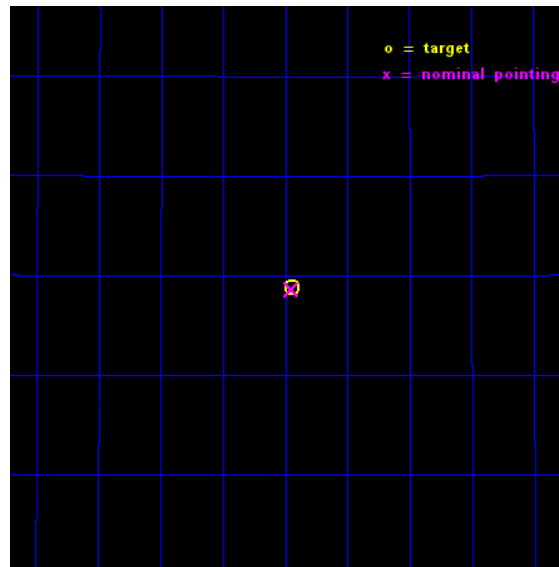 o = target
x = nominal pointing